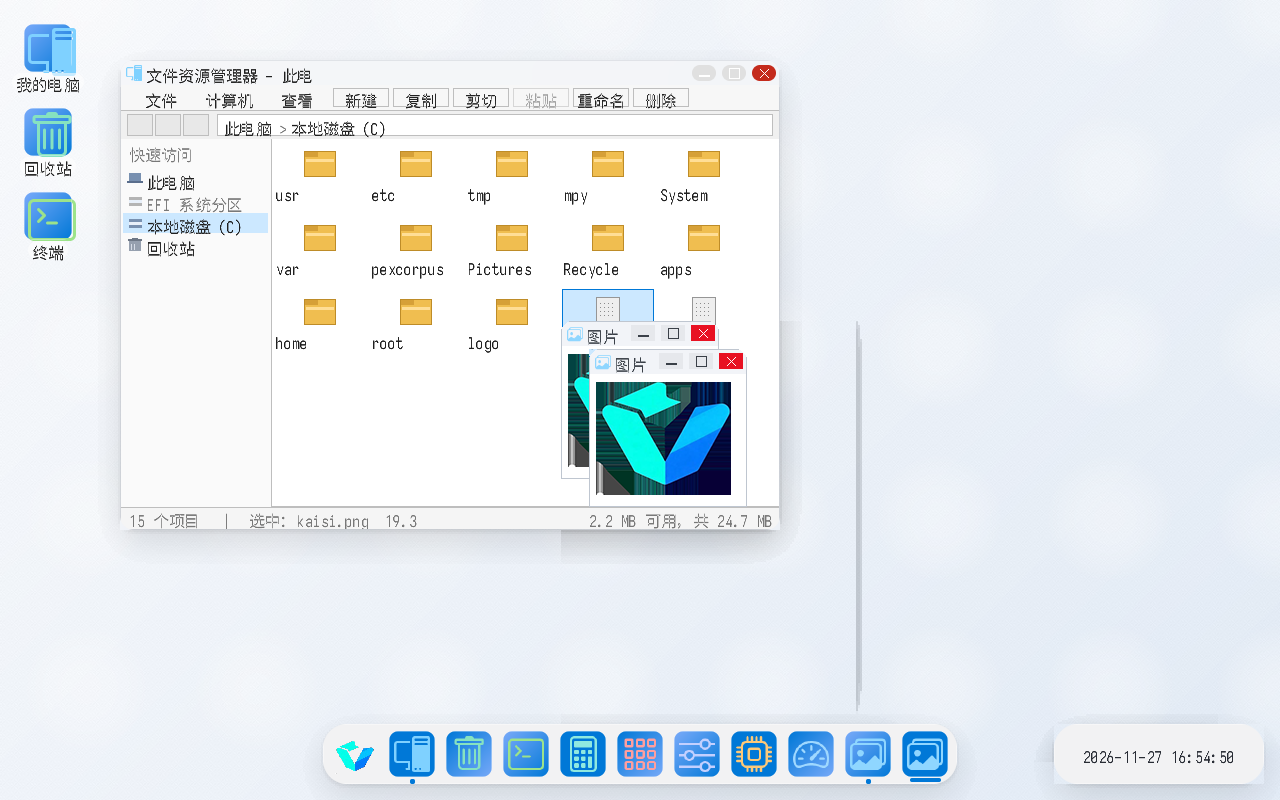 我的电脑
回收站
终端
文件资源管理器 - 此电
文件 计算机 查看 新建 复制 剪切 粘贴 重命名 删除
此电脑 > 本地磁盘 (C)
快速访问
此电脑
EFI 系统分区
本地磁盘 (C)
回收站
usr etc tmp mpy System
var pexcorpus Pictures Recycle apps
home root logo
图片
图片
15 个项目 | 选中: kaisi.png 19.3
2.2 MB 可用, 共 24.7 MB
2026-11-27 16:54:50